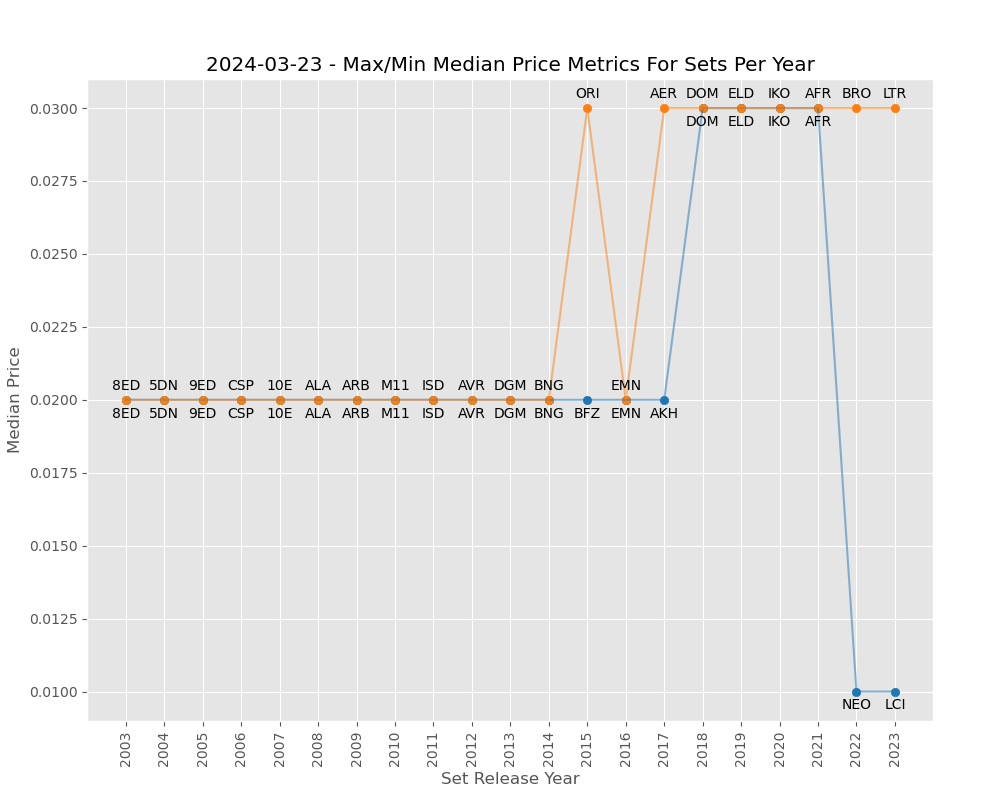 2024-03-23 - Max/Min Median Price Metrics For Sets Per Year
ORI AER DOM ELD IKO AFR BRO LTR
0.0300
DOM ELD IKO AFR
0.0275
0.0250
0.0225
8ED 5DN 9ED CSP 10E ALA ARB M11 ISD AVR DGM BNG EMN
0.0200
8ED 5DN 9ED CSP 10E ALA ARB M11 ISD AVR DGM BNG BFZ EMN AKH
0.0175
0.0150
0.0125
0.0100
NEO LCI
Median Price
2003 2004 2005 2006 2007 2008 2009 2010 2011 2012 2013 2014 2015 2016 2017 2018 2019 2020 2021 2022 2023
Set Release Year